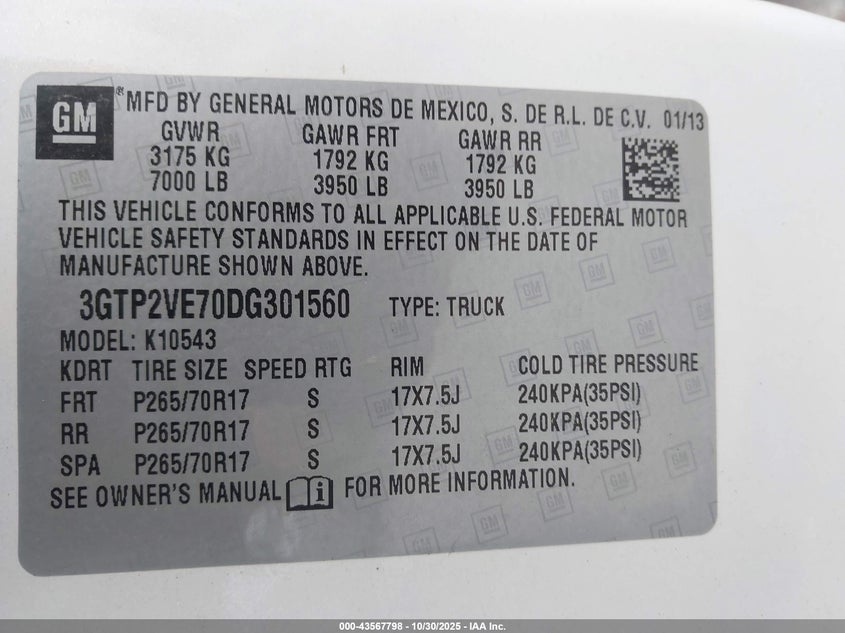 GM® MFD BY GENERAL MOTORS DE MEXICO, S. DE R.L. DE C.V. 01/13
GVWR GAWR FRT GAWR RR
3175 KG 1792 KG 1792 KG
7000 LB 3950 LB 3950 LB
THIS VEHICLE CONFORMS TO ALL APPLICABLE U.S. FEDERAL MOTOR
VEHICLE SAFETY STANDARDS IN EFFECT ON THE DATE OF
MANUFACTURE SHOWN ABOVE.
3GTP2VE70DG301560 TYPE: TRUCK
MODEL: K10543
KDRT TIRE SIZE SPEED RTG RIM COLD TIRE PRESSURE
FRT P265/70R17 S 17X7.5J 240KPA(35PSI)
RR P265/70R17 S 17X7.5J 240KPA(35PSI)
SPA P265/70R17 S 17X7.5J 240KPA(35PSI)
SEE OWNER'S MANUAL i FOR MORE INFORMATION.
000-43567798 - 10/30/2025 - IAA Inc.